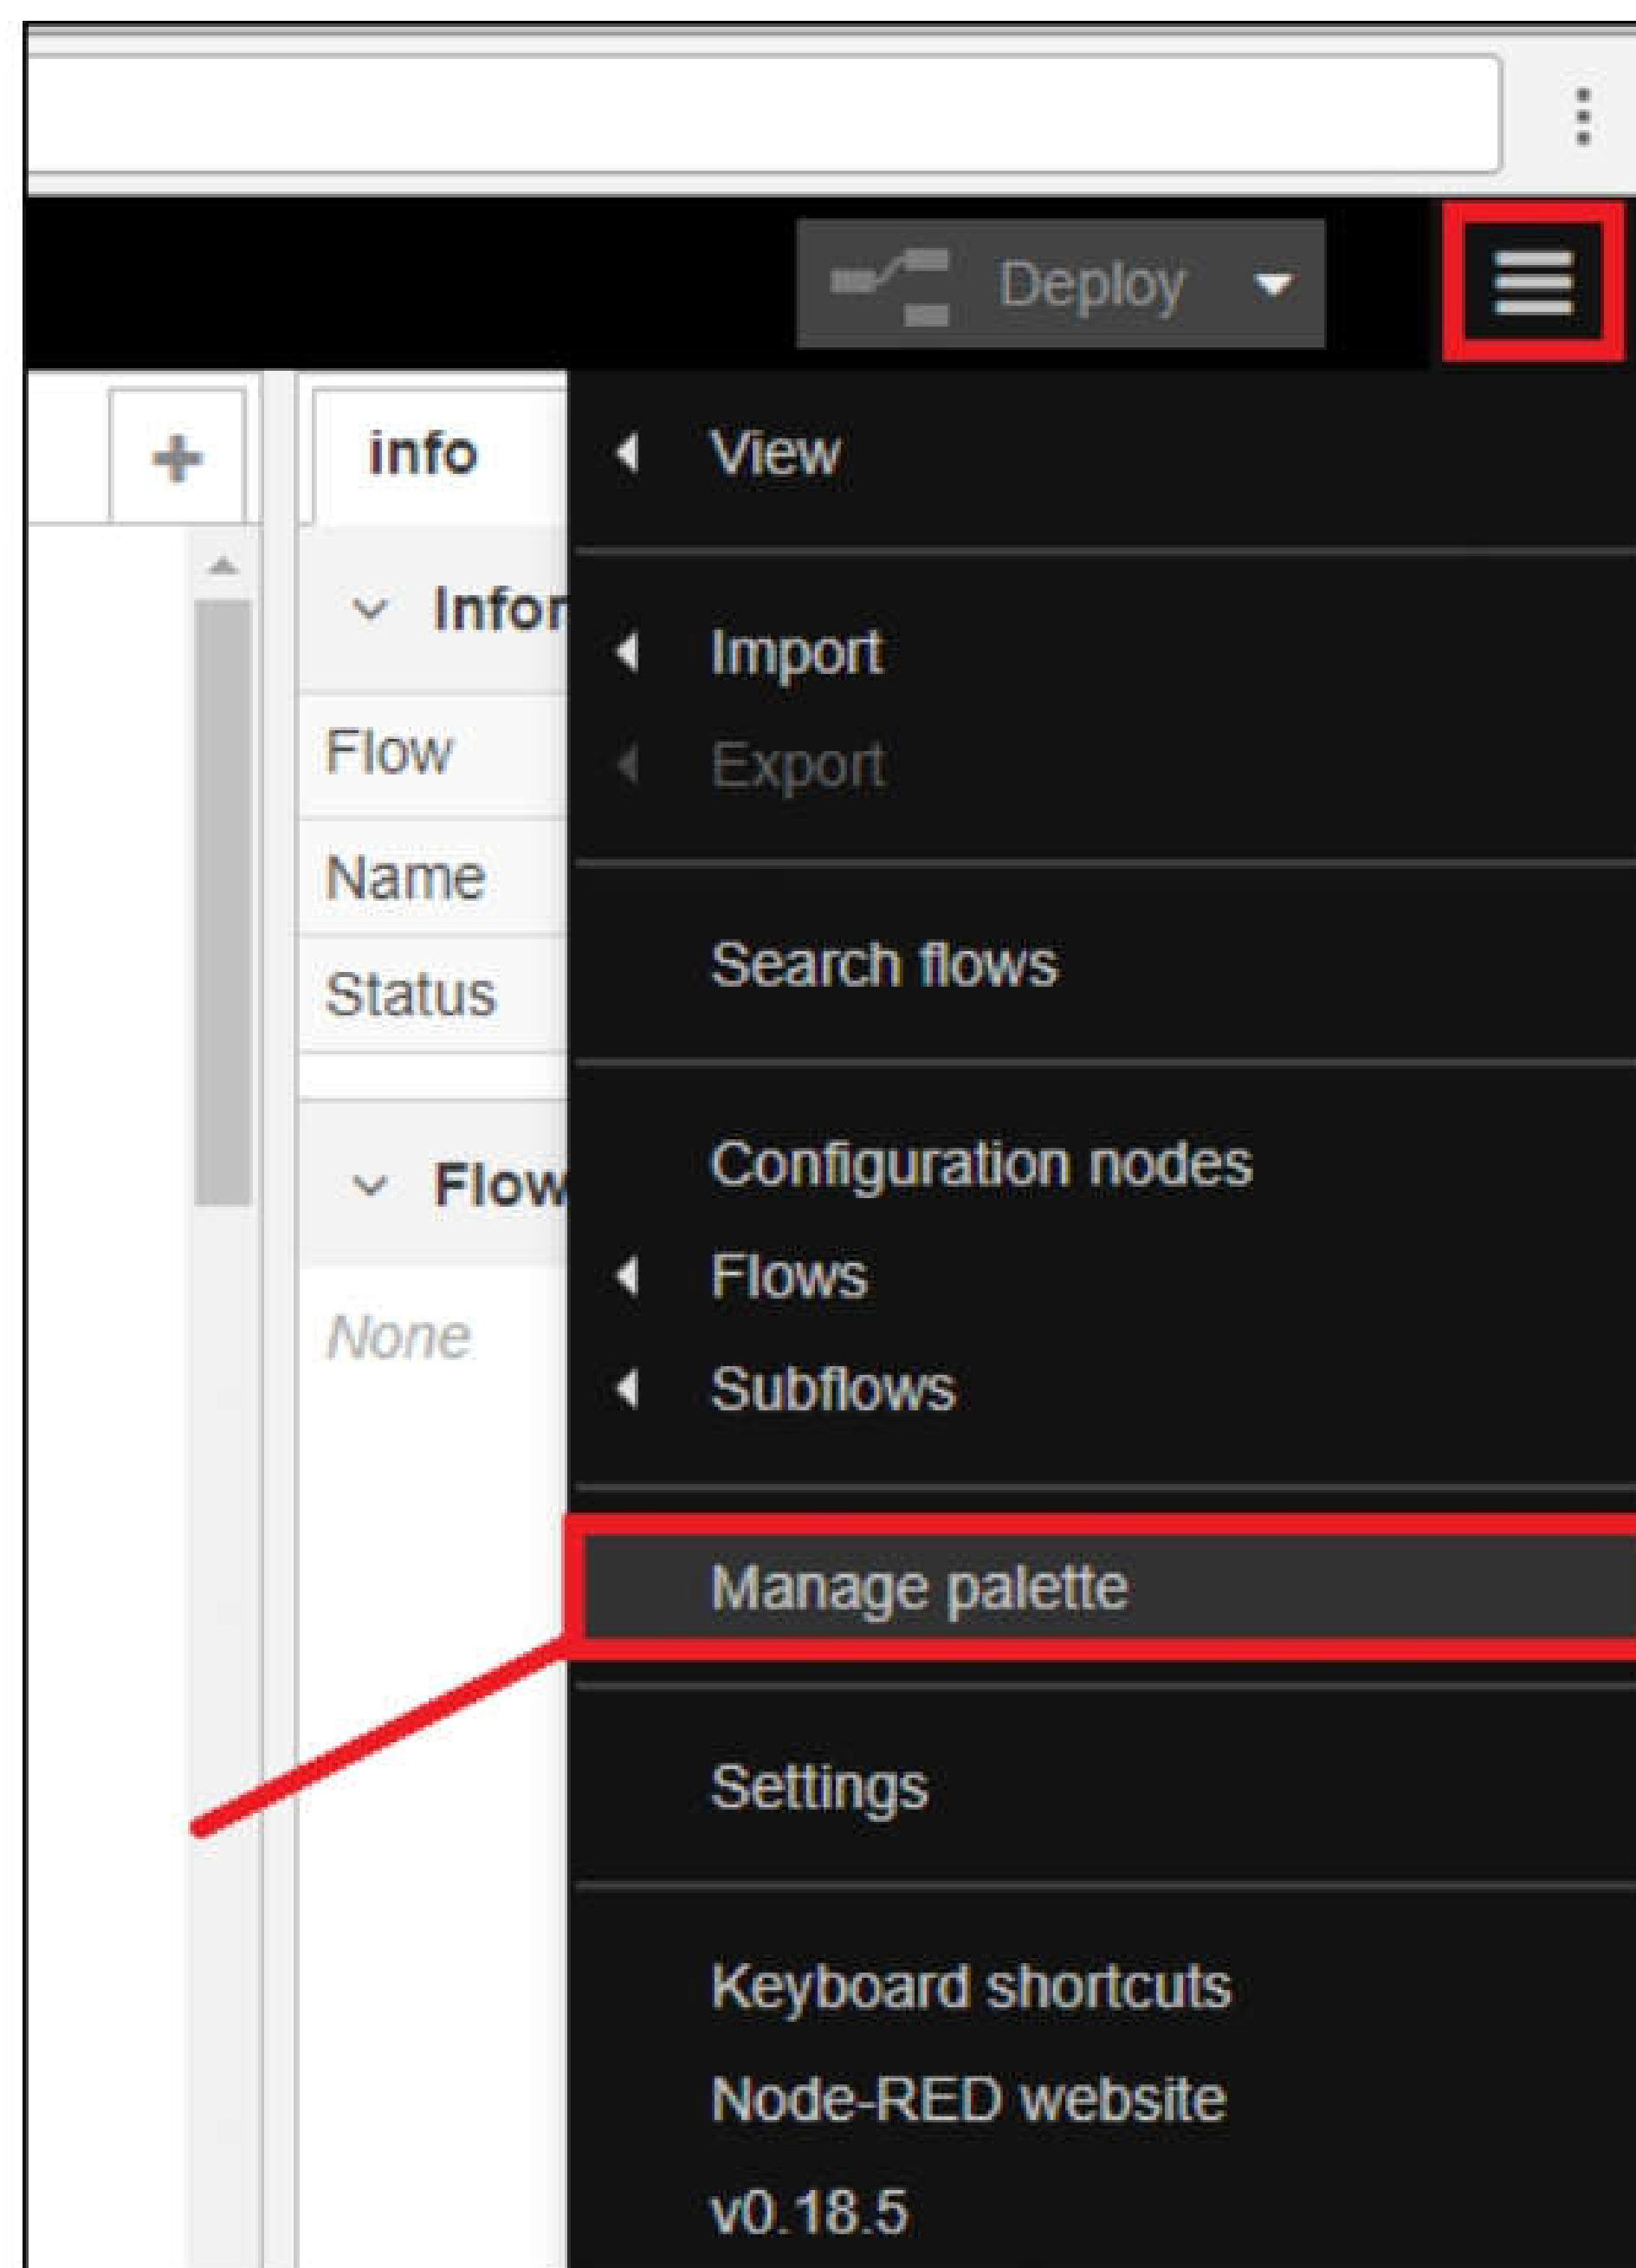 Deploy
info
View
Infor
Import
Flow
Export
Name
Search flows
Status
Configuration nodes
Flow
Flows
None
Subflows
Manage palette
Settings
Keyboard shortcuts
Node-RED website
v0.18.5